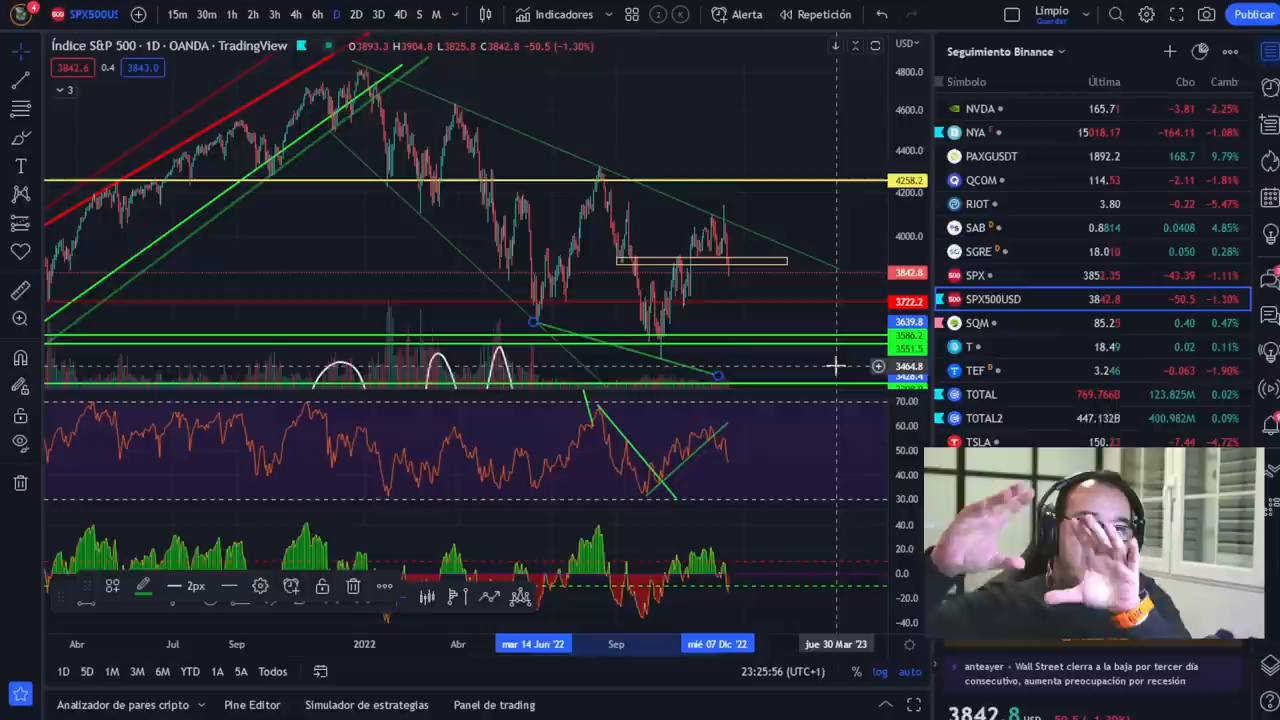 SPX500US 15m 30m 1h 2h 3h 4h 6h D 2D 3D 4D S M Indicadores Alerta Repetición Limpio Guardar Publicar
Índice S&P 500 · 1D · OANDA · TradingView O3893.3 H3904.8 L3825.8 C3842.8 −50.5 (−1.30%) USD
3842.6 0.4 3843.0
3
4800.0
4600.0
4400.0
4258.2
4200.0
4000.0
3842.8
3722.2
3639.8
3586.2
3551.5
3464.8
70.00
60.00
50.00
40.00
30.00
40.0
20.0
0.0
−20.0
−40.0
2px
Abr Jul Sep 2022 Abr mar 14 Jun '22 Sep mié 07 Dic '22 jue 30 Mar '23
1D 5D 1M 3M 6M YTD 1A 5A Todos 23:25:56 (UTC+1) % log auto
Analizador de pares cripto Pine Editor Simulador de estrategias Panel de trading
Seguimiento Binance
Símbolo Última Cbo Camb
NVDA 165.71 −3.81 −2.25%
NYA 15018.17 −164.11 −1.08%
PAXGUSDT 1892.2 168.7 9.79%
QCOM 114.53 −2.11 −1.81%
RIOT 3.80 −0.22 −5.47%
SAB D 0.8814 0.0408 4.85%
SGRE D 18.010 0.050 0.28%
SPX 3852.35 −43.39 −1.11%
SPX500USD 3842.8 −50.5 −1.30%
SQM 85.25 0.40 0.47%
T 18.49 0.02 0.11%
TEF D 3.246 −0.063 −1.90%
TOTAL 769.766B 123.825M 0.02%
TOTAL2 447.132B 400.982M 0.09%
TSLA 150.23 −7.44 −4.72%
anteayer • Wall Street cierra a la baja por tercer día
consecutivo, aumenta preocupación por recesión
3842.8